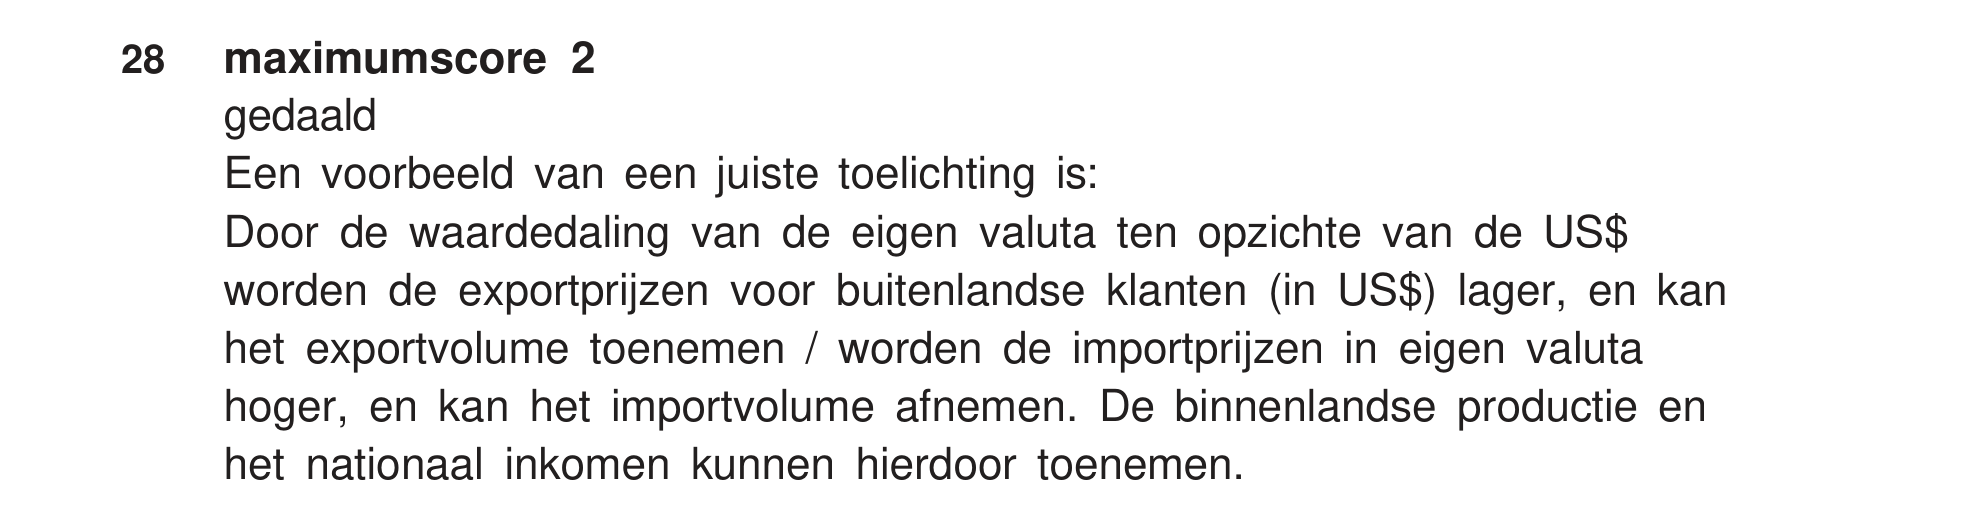 28 maximumscore 2
gedaald
Een voorbeeld van een juiste toelichting is:
Door de waardedaling van de eigen valuta ten opzichte van de US$
worden de exportprijzen voor buitenlandse klanten (in US$) lager, en kan
het exportvolume toenemen / worden de importprijzen in eigen valuta
hoger, en kan het importvolume afnemen. De binnenlandse productie en
het nationaal inkomen kunnen hierdoor toenemen.